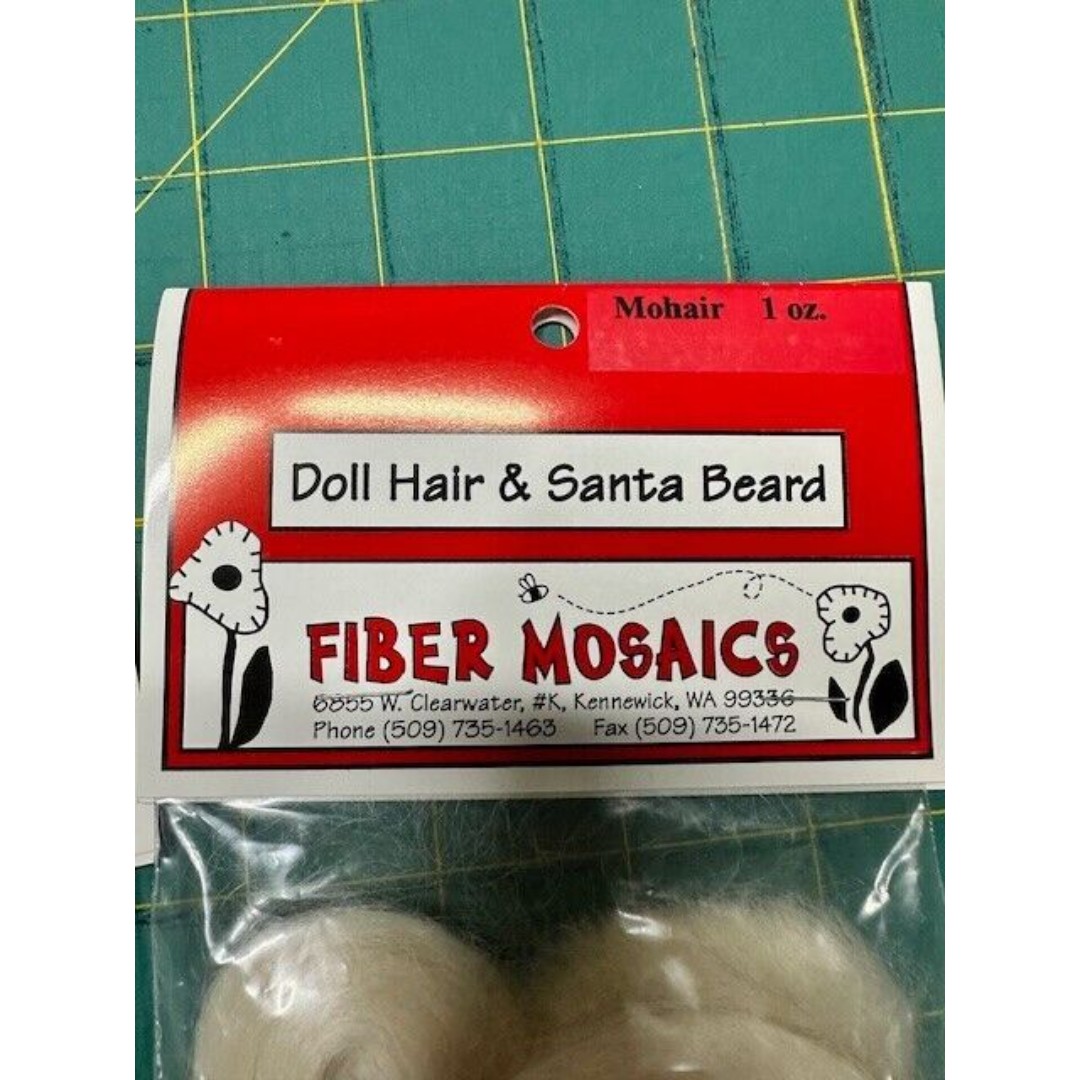 Mohair 1 oz.
Doll Hair & Santa Beard
FIBER MOSAICS
6855 W. Clearwater, #K, Kennewick, WA 99336
Phone (509) 735-1463 Fax (509) 735-1472